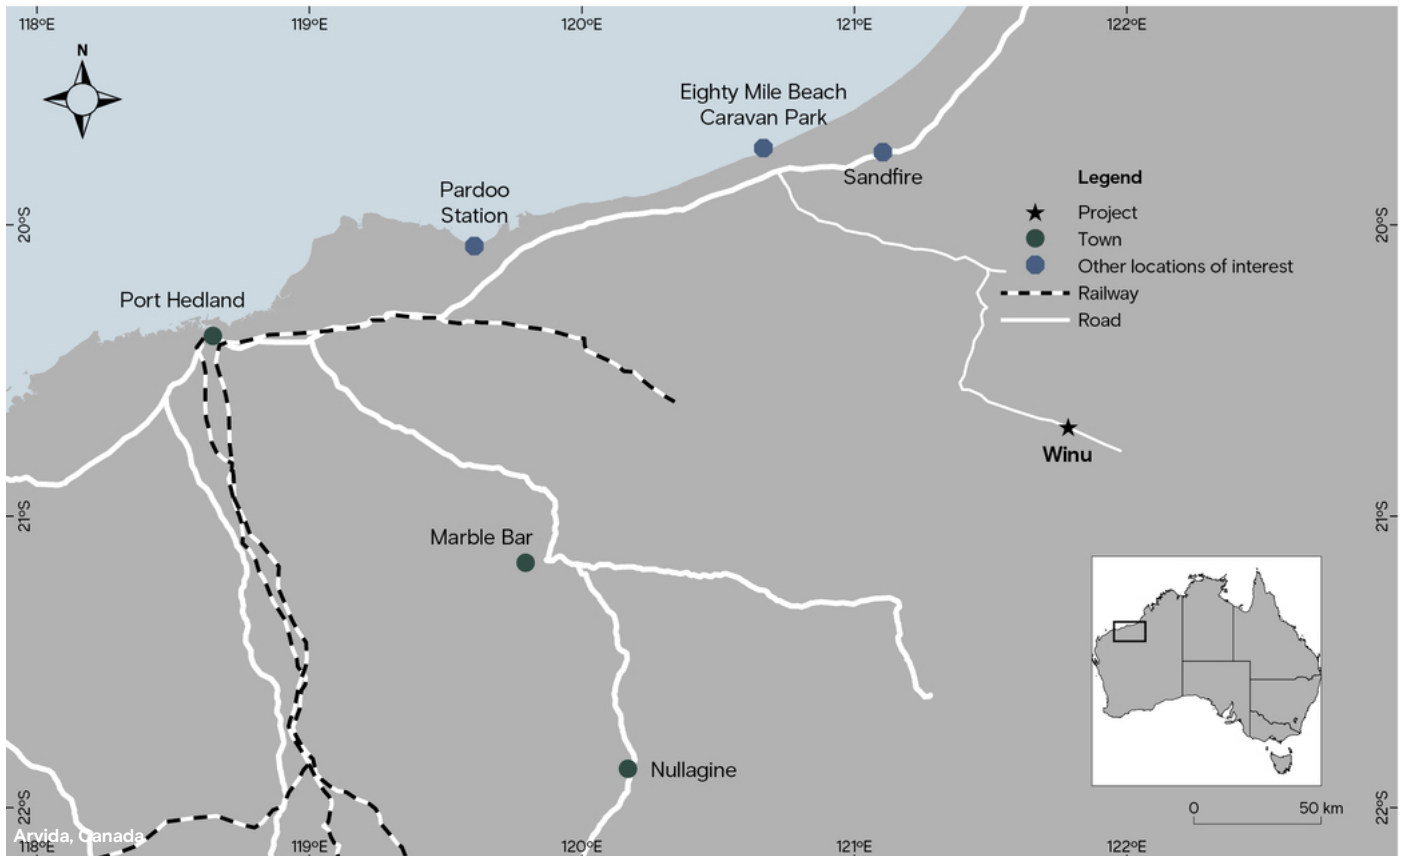 118ºE
119ºE
120ºE
121ºE
122ºE
N
Eighty Mile Beach
Caravan Park
Sandfire
Pardoo
Station
Legend
Project
Town
Other locations of interest
Railway
Road
20ºS
20ºS
Port Hedland
Winu
21ºS
21ºS
Marble Bar
Nullagine
22ºS
22ºS
0
50 km
Arvida, Canada
118ºE
119ºE
120ºE
121ºE
122ºE